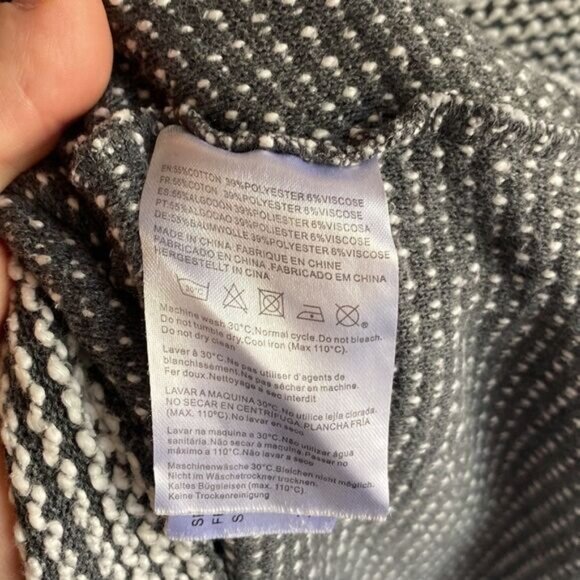 EN:55%COTTON 39%POLYESTER 6%VISCOSE
FR:55%COTON 39%POLYESTER 6%VISCOSE
ES:55%ALGODÓN 39%POLYESTER 6%VISCOSE
PT:55%ALGODAO 39%POLYESTER 6%VISCOSA
DE:55%BAUMWOLLE 39%POLYESTER 6%VISCOSE
MADE IN CHINA. FABRIQUE EN CHINE
FABRICADO EN CHINA.FABRICADO EM CHINA
HERGESTELLT IN CINA
30°C
Machine wash 30°C.Normal cycle.Do not bleach.
Do not tumble dry.Cool iron (Max 110°C).
Do not dry clean.
Lavar à 30°C.Ne pas utiliser d'agents de
blanchissement.Ne pas sécher en machine.
Fer doux.Nettoyage a sec interdair
LAVAR A MAQUINA 30°C.No utilice lejía clorada.
NO SECAR EN CENTRIFUGA.PLANCHA FRÍA
(MAX. 110°C).No lavar en seco.
Lavar na maquina a 30°C.Não utilizar água
sanitária.Não secar à maquina.Passar no
máximo a 110°C.Não lavar a seco
Maschinenwäsche 30°C.Bleichen nicht möglich.
Nicht im Wäschetrockner trocknen.
Kaltes Bügeleisen (max. 110°C).
Keine Trockenreinigung